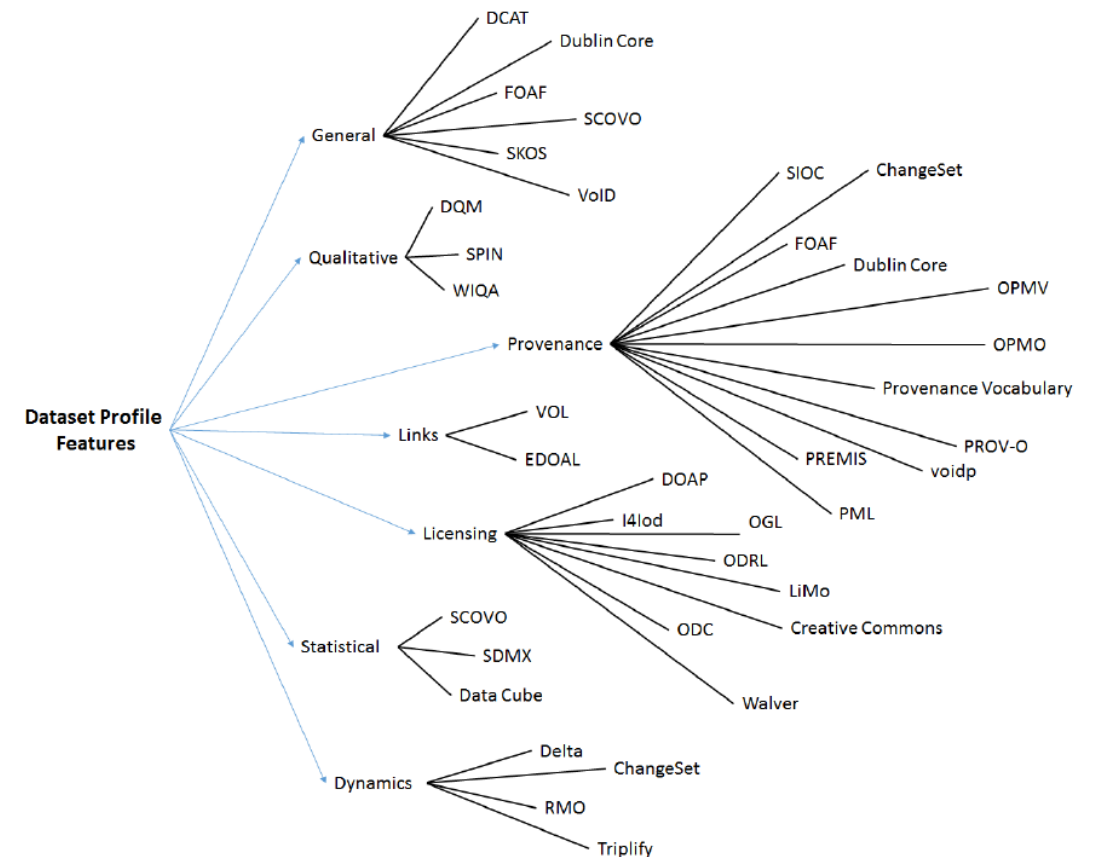 DCAT
Dublin Core
FOAF
SCOVO
General
SKOS
VoID
DQM
Qualitative
SPIN
WIQA
SIOC
ChangeSet
FOAF
Dublin Core
OPMV
Provenance
OPMO
Provenance Vocabulary
PROV-O
PREMIS
voidp
PML
Dataset Profile
Features
VOL
Links
EDOAL
DOAP
l4lod
OGL
Licensing
ODRL
LiMo
ODC
Creative Commons
Walver
SCOVO
Statistical
SDMX
Data Cube
Delta
ChangeSet
Dynamics
RMO
Triplify